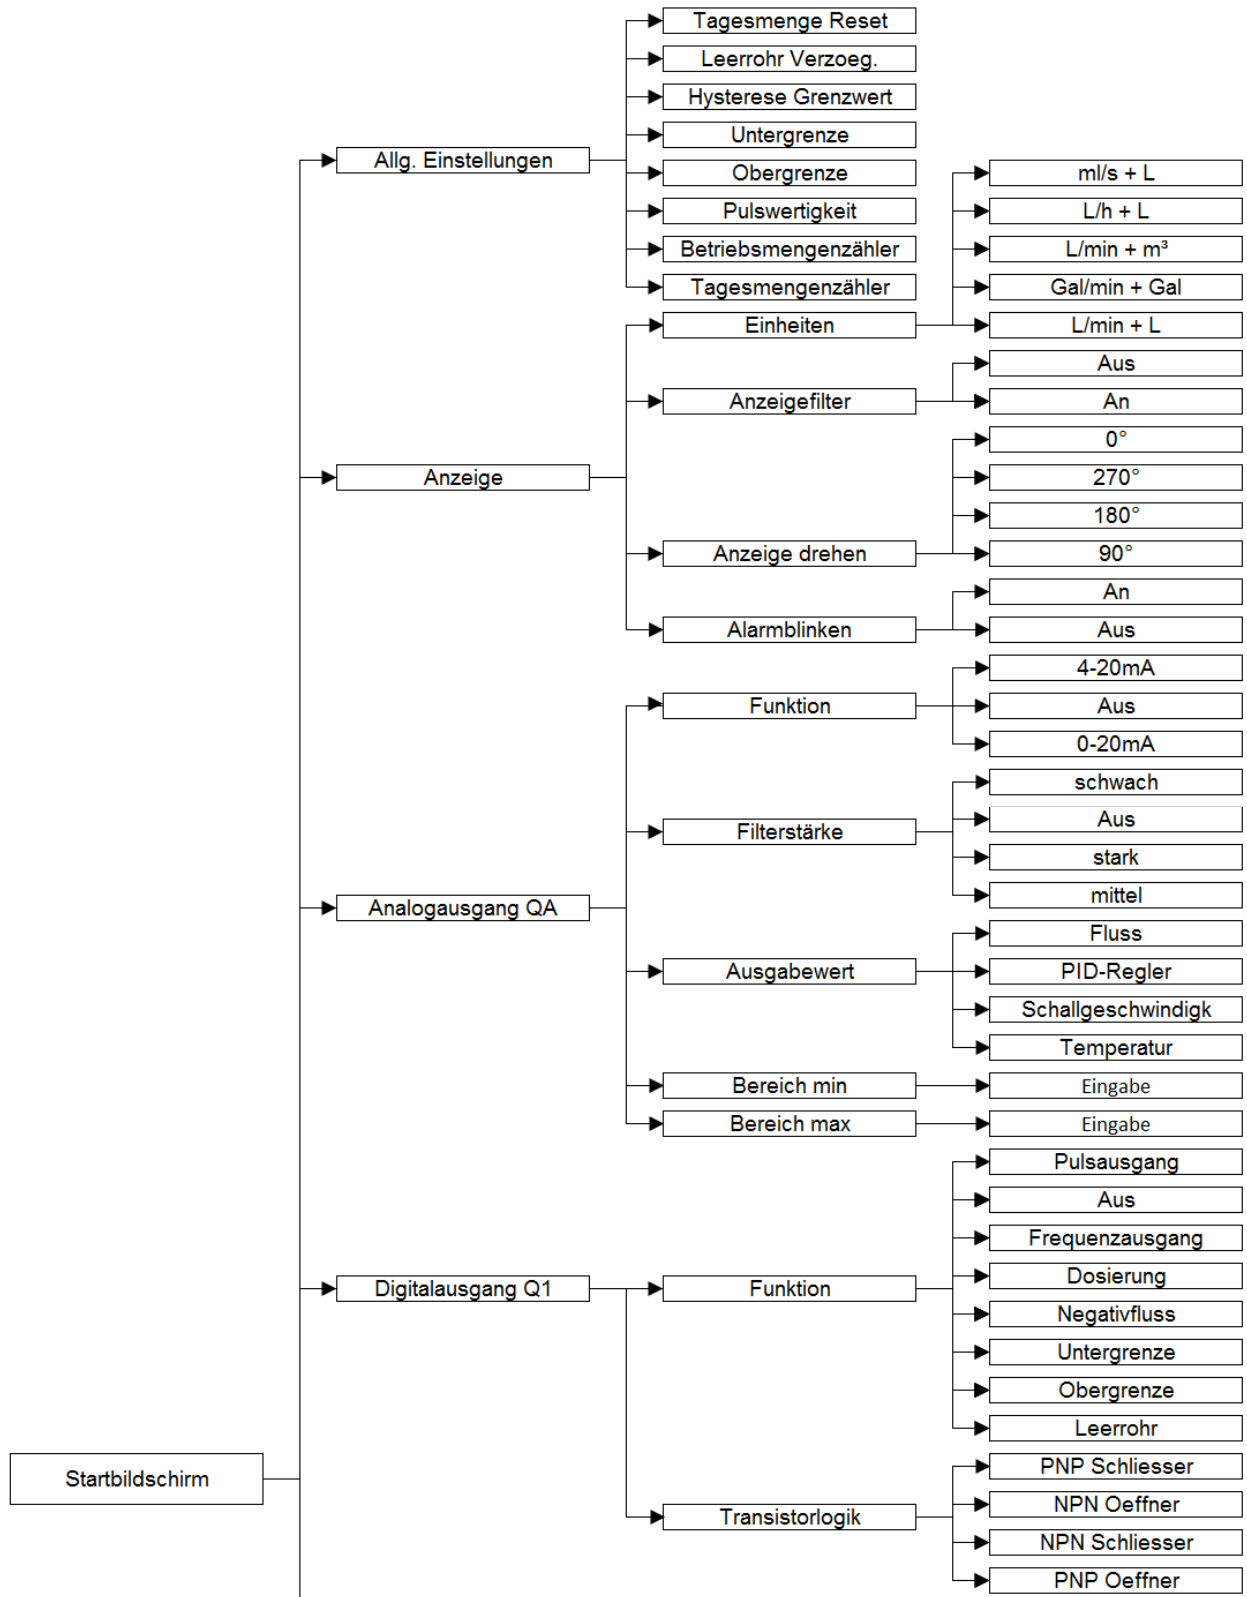 Tagesmenge Reset
Leerrohr Verzoeg.
Hysterese Grenzwert
Untergrenze
Allg. Einstellungen
Obergrenze
ml/s + L
Pulswertigkeit
L/h + L
Betriebsmengenzähler
L/min + m³
Tagesmengenzähler
Gal/min + Gal
Einheiten
L/min + L
Aus
Anzeigefilter
An
0°
Anzeige
270°
180°
Anzeige drehen
90°
An
Alarmblinken
Aus
4-20mA
Funktion
Aus
0-20mA
schwach
Aus
Filterstärke
stark
mittel
Analogausgang QA
Fluss
Ausgabewert
PID-Regler
Schallgeschwindigk
Temperatur
Bereich min
Eingabe
Bereich max
Eingabe
Pulsausgang
Aus
Frequenzausgang
Dosierung
Digitalausgang Q1
Funktion
Negativfluss
Untergrenze
Obergrenze
Leerrohr
PNP Schliesser
Startbildschirm
NPN Oeffner
Transistorlogik
NPN Schliesser
PNP Oeffner